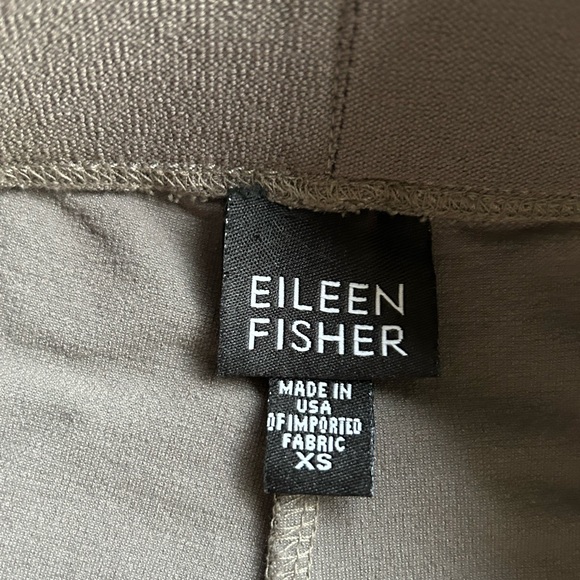 EILEEN
FISHER
MADE IN
USA
OF IMPORTED
FABRIC
XS